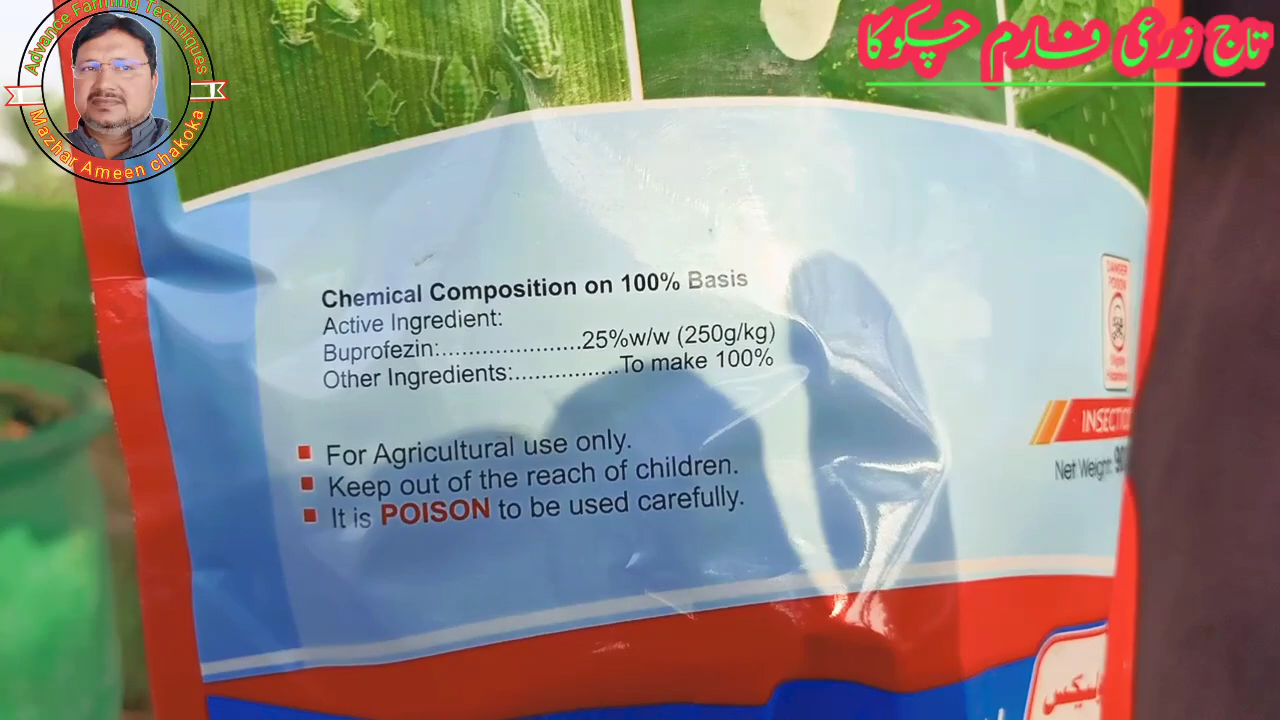 Advance Farming Techniques
Mazhar Ameen chakoka
تاج زرعی فارم چکوکا
Chemical Composition on 100% Basis
Active Ingredient:
Buprofezin:.....................25%w/w (250g/kg)
Other Ingredients:................To make 100%
For Agricultural use only.
Keep out of the reach of children.
It is POISON to be used carefully.
DANGER
POISON
Net Weight: